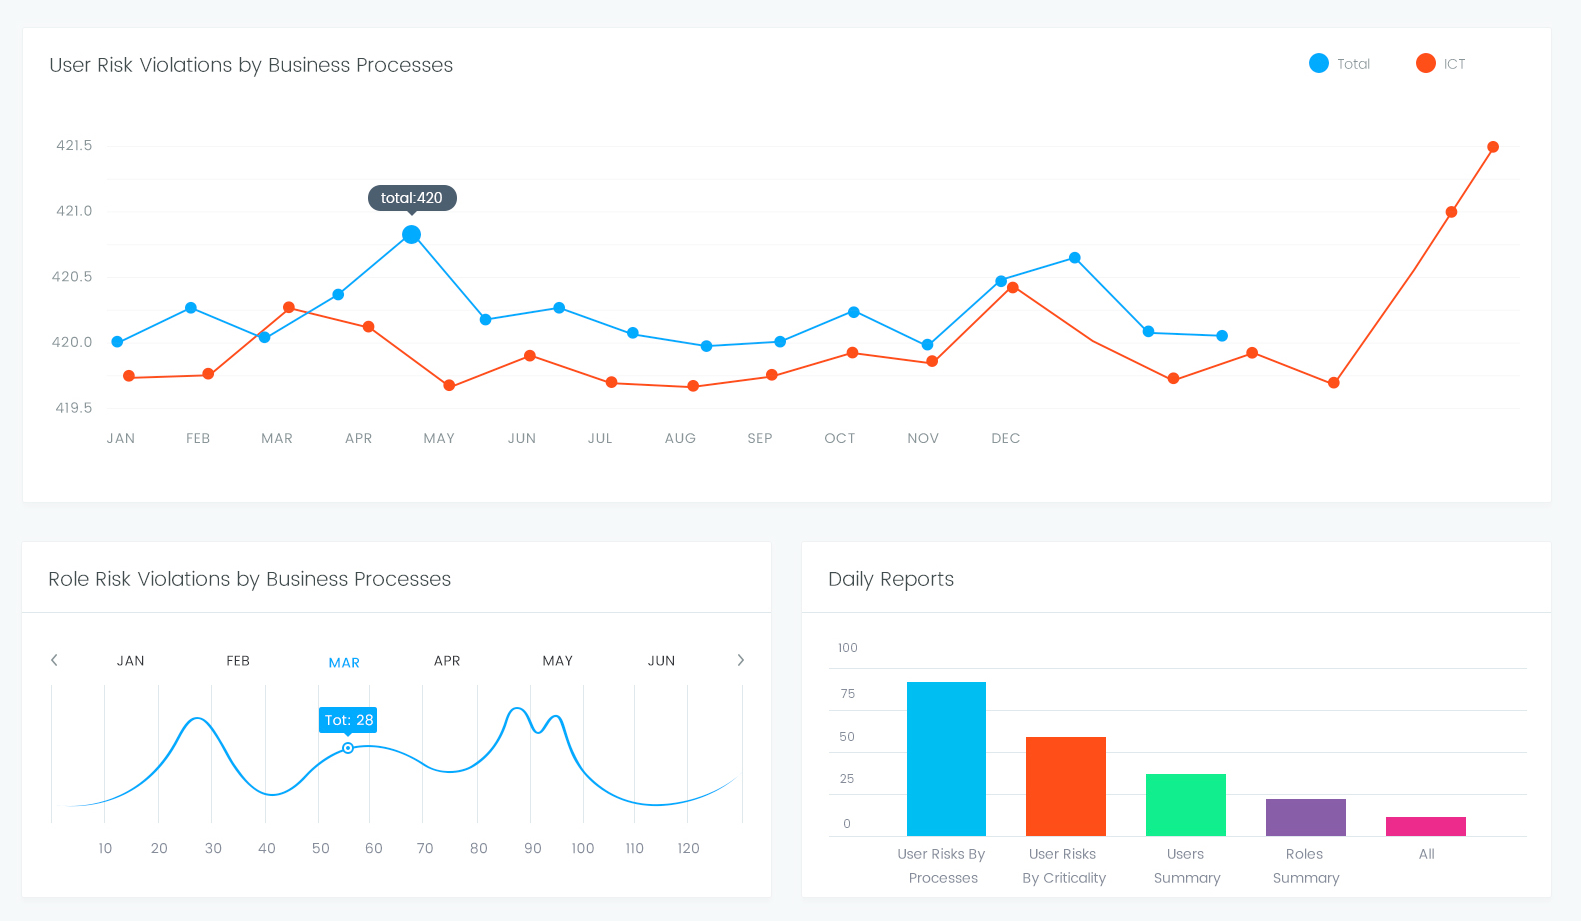 User Risk Violations by Business Processes
Total ICT
421.5
total:420
421.0
420.5
420.0
419.5
JAN FEB MAR APR MAY JUN JUL AUG SEP OCT NOV DEC
Role Risk Violations by Business Processes
JAN FEB MAR APR MAY JUN
Tot: 28
10 20 30 40 50 60 70 80 90 100 110 120
Daily Reports
100
75
50
25
0
User Risks By Processes
User Risks By Criticality
Users Summary
Roles Summary
All